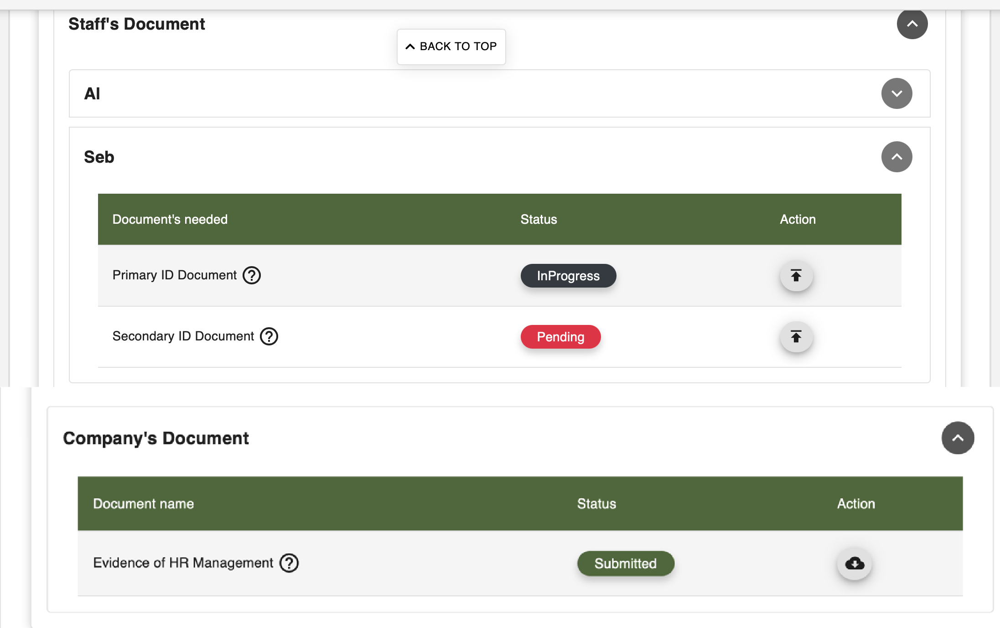 Staff's Document
BACK TO TOP
Al
Seb
Document's needed Status Action
Primary ID Document ? InProgress
Secondary ID Document ? Pending
Company's Document
Document name Status Action
Evidence of HR Management ? Submitted